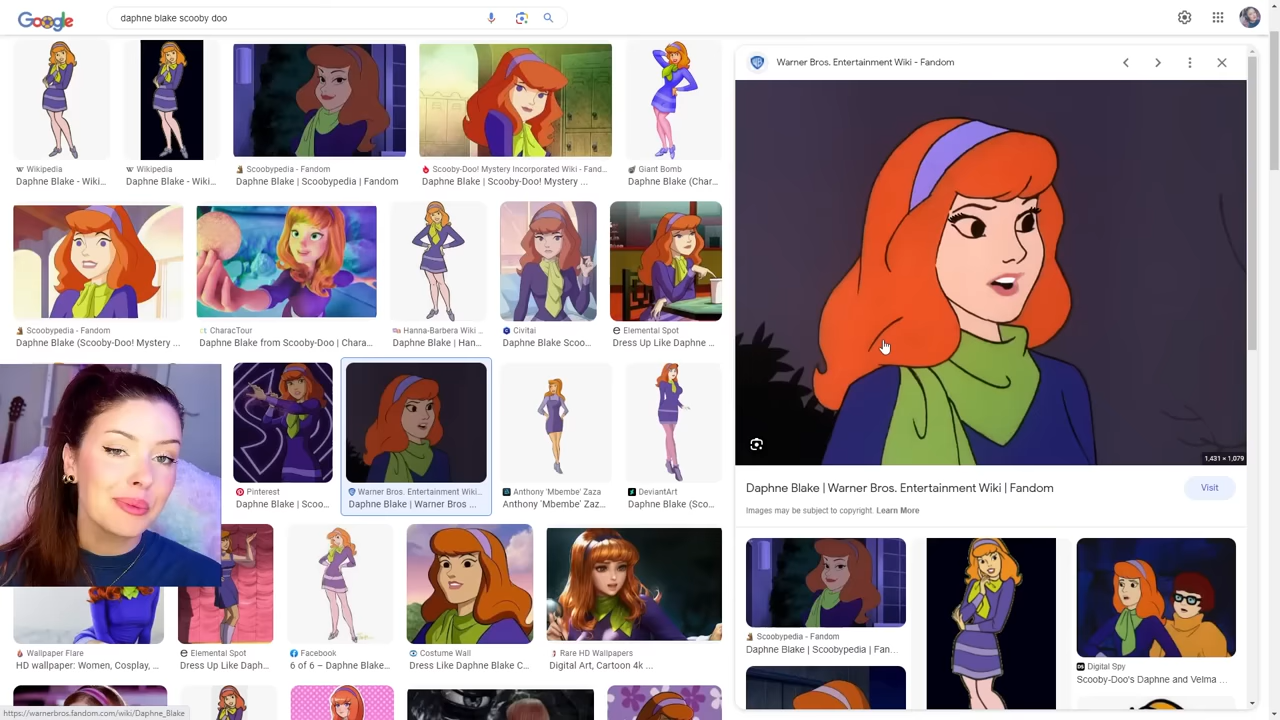 Google
daphne blake scooby doo
Wikipedia
Daphne Blake - Wiki...
Wikipedia
Daphne Blake - Wiki...
Scoobypedia - Fandom
Daphne Blake | Scoobypedia | Fandom
Scooby-Doo! Mystery Incorporated Wiki - Fand...
Daphne Blake | Scooby-Doo! Mystery ...
Giant Bomb
Daphne Blake (Char...
Scoobypedia - Fandom
Daphne Blake (Scooby-Doo! Mystery ...
CharacTour
Daphne Blake from Scooby-Doo | Chara...
Hanna-Barbera Wiki ...
Daphne Blake | Han...
Civitai
Daphne Blake Scoo...
Elemental Spot
Dress Up Like Daphne ...
Pinterest
Daphne Blake | Scoo...
Warner Bros. Entertainment Wiki...
Daphne Blake | Warner Bros ...
Anthony 'Mbembe' Zaza
Anthony 'Mbembe' Zaz...
DeviantArt
Daphne Blake (Sco...
Wallpaper Flare
HD wallpaper: Women, Cosplay, ...
Elemental Spot
Dress Up Like Daph...
Facebook
6 of 6 – Daphne Blake...
Costume Wall
Dress Like Daphne Blake C...
Rare HD Wallpapers
Digital Art, Cartoon 4k ...
https://warnerbros.fandom.com/wiki/Daphne_Blake
Warner Bros. Entertainment Wiki - Fandom
1,431 × 1,079
Daphne Blake | Warner Bros. Entertainment Wiki | Fandom
Visit
Images may be subject to copyright. Learn More
Scoobypedia - Fandom
Daphne Blake | Scoobypedia | Fan...
Digital Spy
Scooby-Doo's Daphne and Velma ...